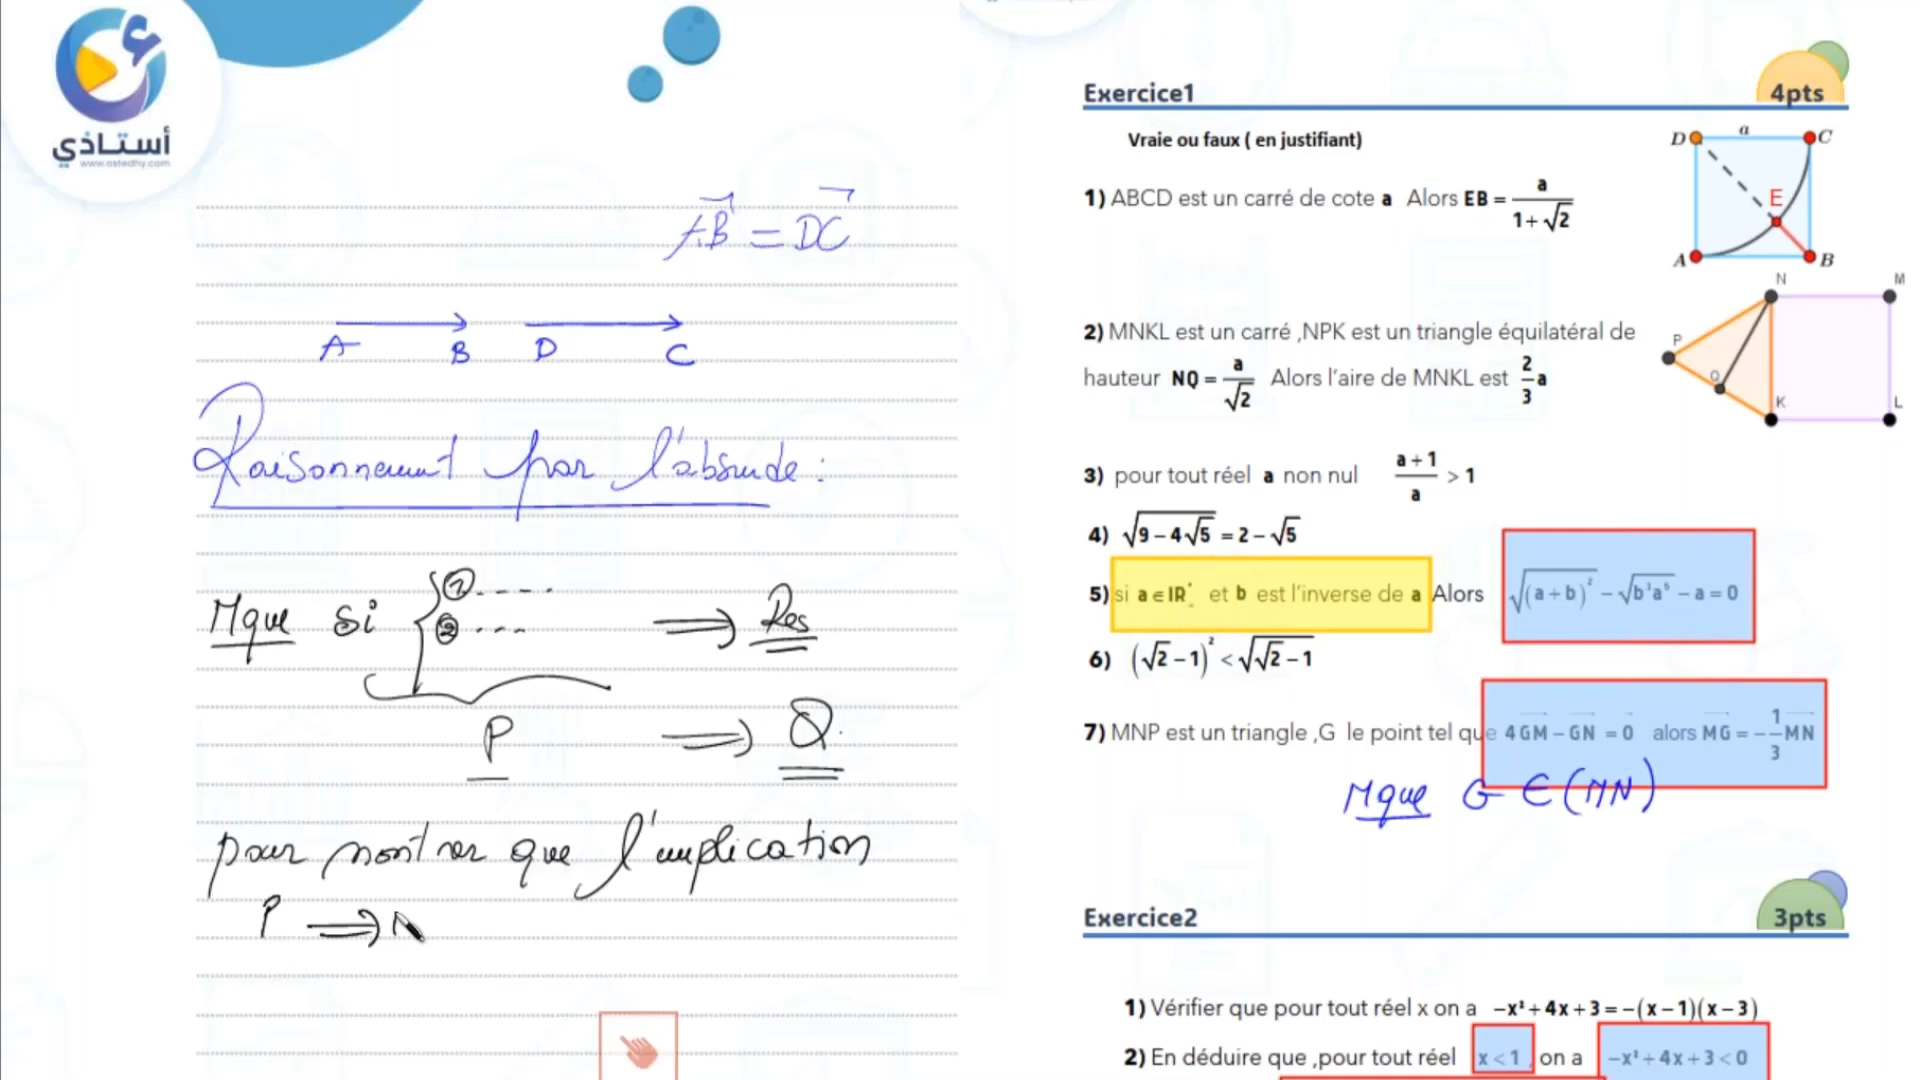 أستاذي
www.ostedhy.com
AB = DC
A B D C
Raisonnement par l'absurde :
Mque si { ① ..... ② ... ⟹ Res
P ⟹ Q.
pour montrer que l'implication
P ⟹
Exercice1 4pts
Vraie ou faux ( en justifiant)
1) ABCD est un carré de cote a Alors EB = a / (1+√2)
D a C
E
A B
2) MNKL est un carré ,NPK est un triangle équilatéral de
hauteur NQ = a/√2 Alors l'aire de MNKL est 2/3 a
N M
P
Q
K L
3) pour tout réel a non nul (a+1)/a > 1
4) √(9−4√5) = 2−√5
5) si a ∈ IR*₋ et b est l'inverse de a Alors √((a+b)²) − √(b³a⁵) − a = 0
6) (√2−1)² < √(√2−1)
7) MNP est un triangle ,G le point tel que 4GM − GN = 0 alors MG = −1/3 MN
Mque G ∈ (MN)
Exercice2 3pts
1) Vérifier que pour tout réel x on a −x²+4x+3=−(x−1)(x−3)
2) En déduire que ,pour tout réel x<1 , on a −x²+4x+3<0